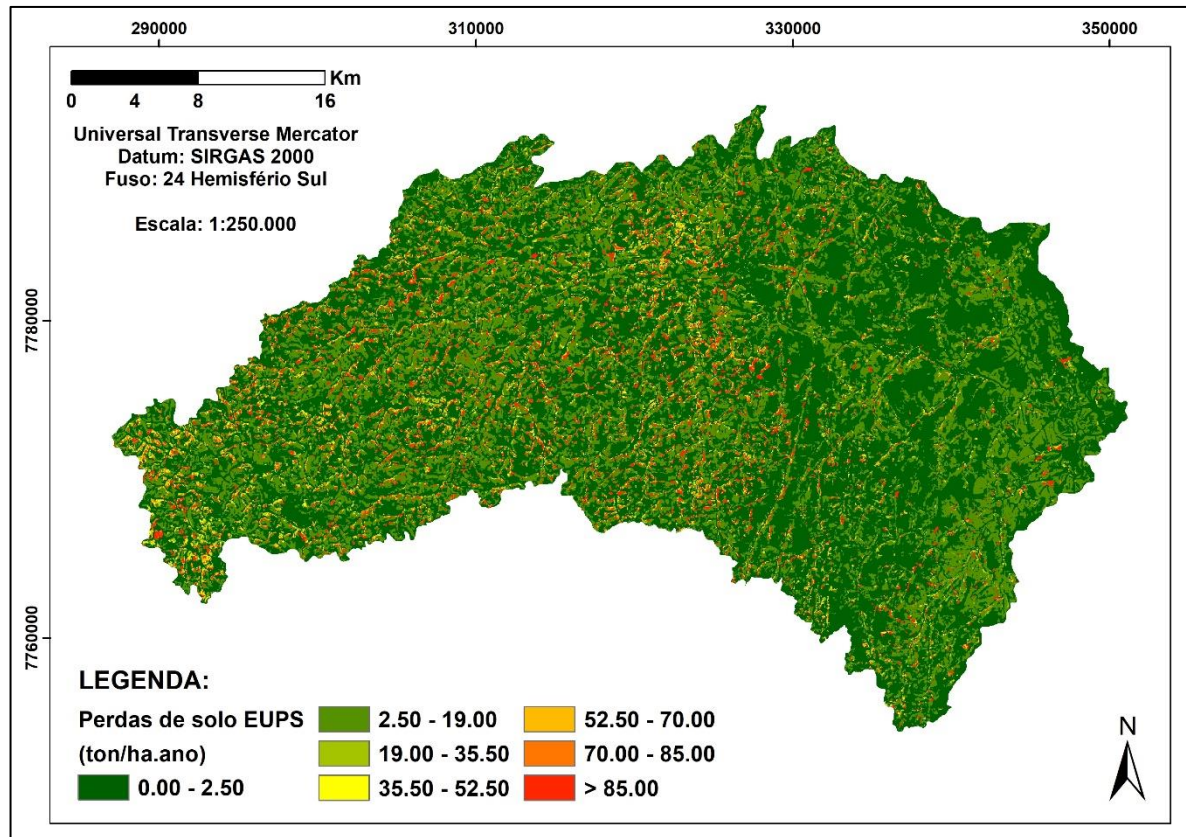 290000
310000
330000
350000
Km
0 4 8 16
Universal Transverse Mercator
Datum: SIRGAS 2000
Fuso: 24 Hemisfério Sul
Escala: 1:250.000
7780000
7760000
LEGENDA:
Perdas de solo EUPS
(ton/ha.ano)
0.00 - 2.50
2.50 - 19.00
19.00 - 35.50
35.50 - 52.50
52.50 - 70.00
70.00 - 85.00
> 85.00
N